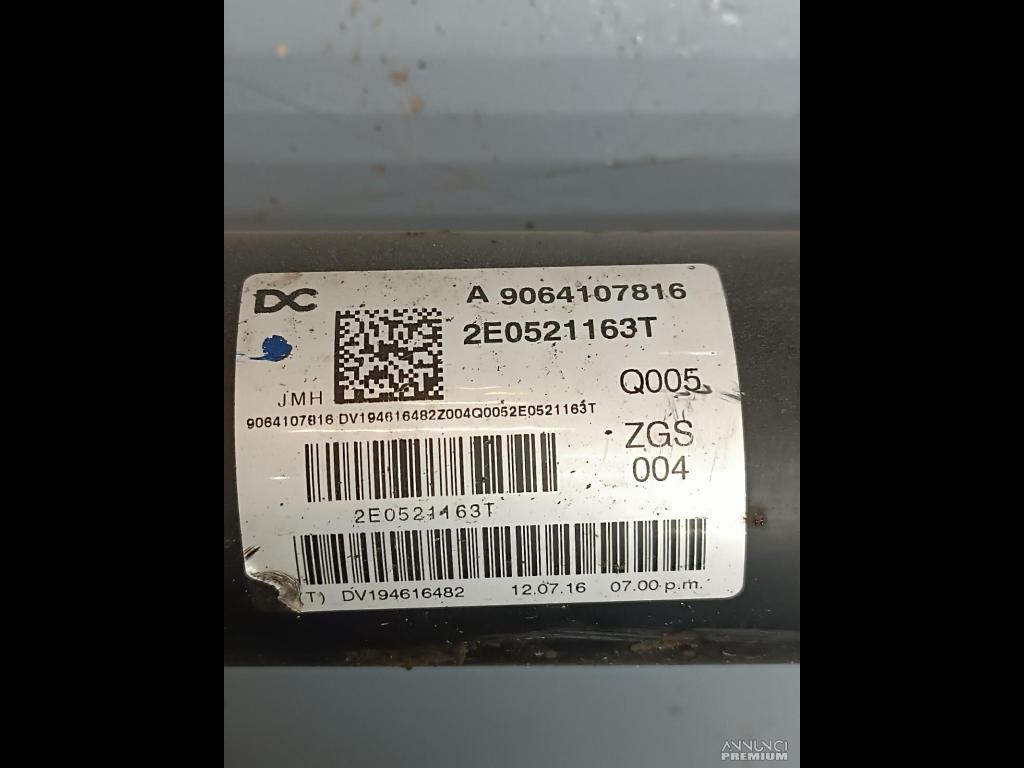 DC
A 9064107816
2E0521163T
Q005
JMH
9064107816 DV194616482Z004Q0052E0521163T
ZGS
004
2E0521163T
T) DV194616482 12.07.16 07.00 p.m.
ANNUNCI
PREMIUM